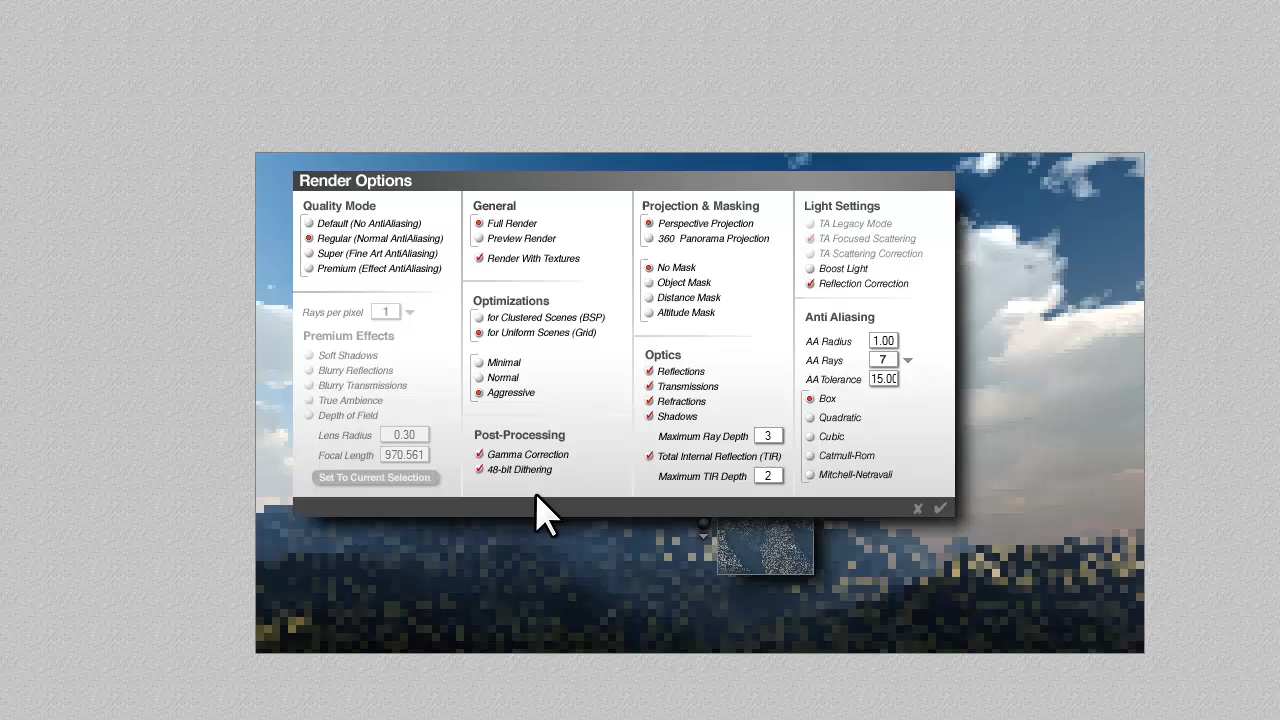 Render Options
Quality Mode
Default (No AntiAliasing)
Regular (Normal AntiAliasing)
Super (Fine Art AntiAliasing)
Premium (Effect AntiAliasing)
Rays per pixel 1
Premium Effects
Soft Shadows
Blurry Reflections
Blurry Transmissions
True Ambience
Depth of Field
Lens Radius 0.30
Focal Length 970.561
Set To Current Selection
General
Full Render
Preview Render
Render With Textures
Optimizations
for Clustered Scenes (BSP)
for Uniform Scenes (Grid)
Minimal
Normal
Aggressive
Post-Processing
Gamma Correction
48-bit Dithering
Projection & Masking
Perspective Projection
360 Panorama Projection
No Mask
Object Mask
Distance Mask
Altitude Mask
Optics
Reflections
Transmissions
Refractions
Shadows
Maximum Ray Depth 3
Total Internal Reflection (TIR)
Maximum TIR Depth 2
Light Settings
TA Legacy Mode
TA Focused Scattering
TA Scattering Correction
Boost Light
Reflection Correction
Anti Aliasing
AA Radius 1.00
AA Rays 7
AA Tolerance 15.00
Box
Quadratic
Cubic
Catmull-Rom
Mitchell-Netravali